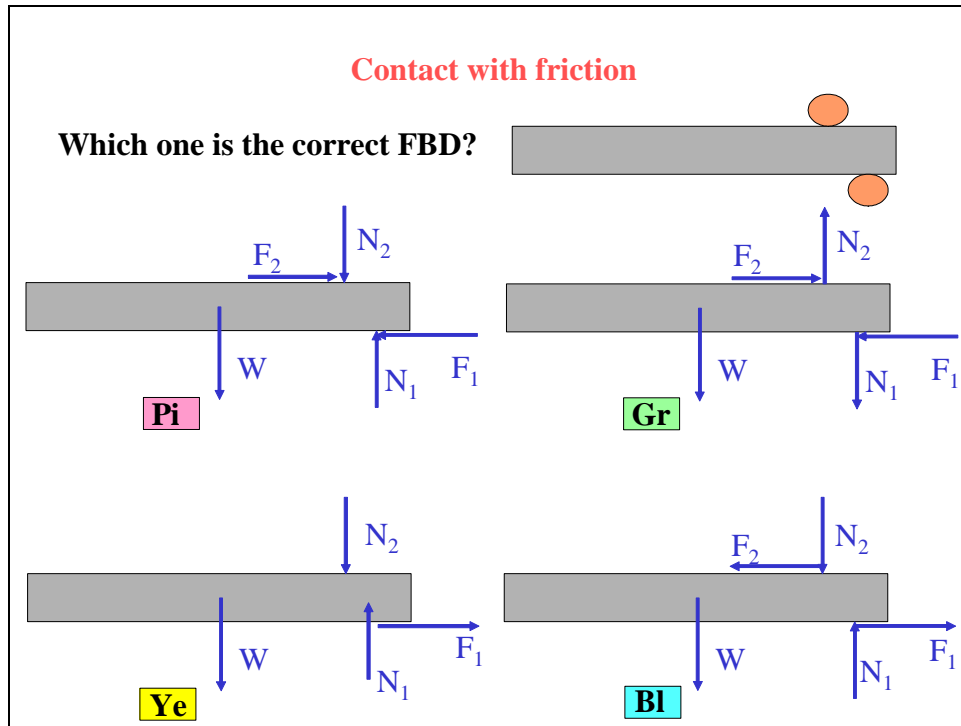 Contact with friction
Which one is the correct FBD?
F2
N2
W
N1
F1
Pi
F2
N2
W
N1
F1
Gr
N2
W
N1
F1
Ye
F2
N2
W
N1
F1
Bl